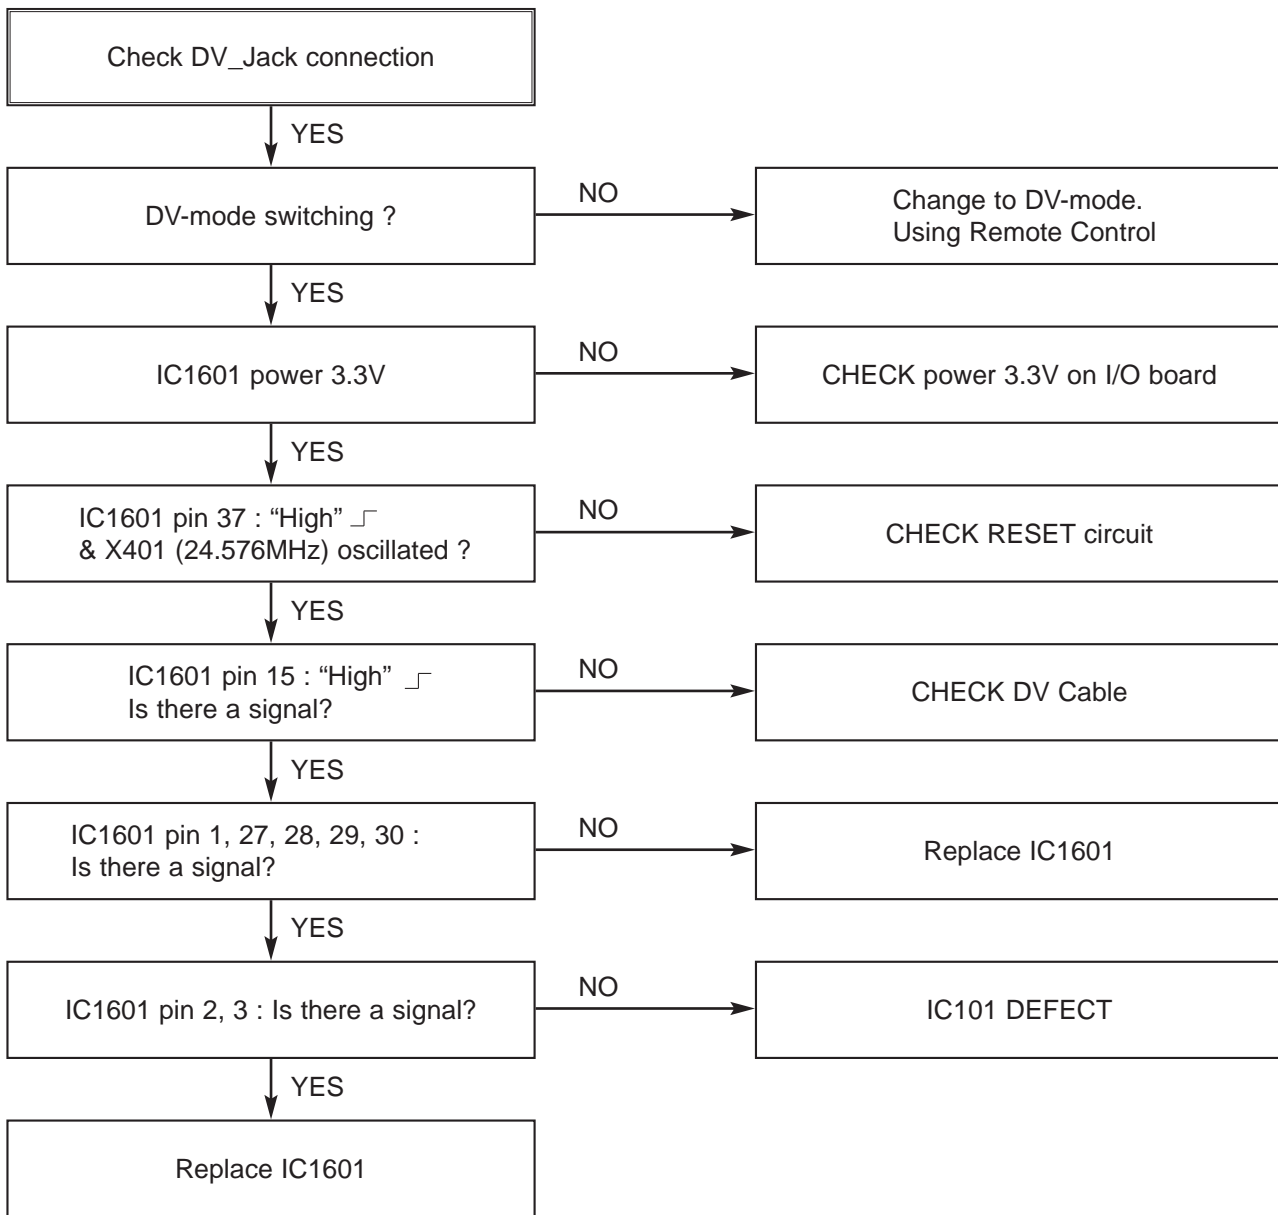 Check DV_Jack connection
YES
DV-mode switching ?
NO
Change to DV-mode.
Using Remote Control
YES
IC1601 power 3.3V
NO
CHECK power 3.3V on I/O board
YES
IC1601 pin 37 : “High”
& X401 (24.576MHz) oscillated ?
NO
CHECK RESET circuit
YES
IC1601 pin 15 : “High”
Is there a signal?
NO
CHECK DV Cable
YES
IC1601 pin 1, 27, 28, 29, 30 :
Is there a signal?
NO
Replace IC1601
YES
IC1601 pin 2, 3 : Is there a signal?
NO
IC101 DEFECT
YES
Replace IC1601